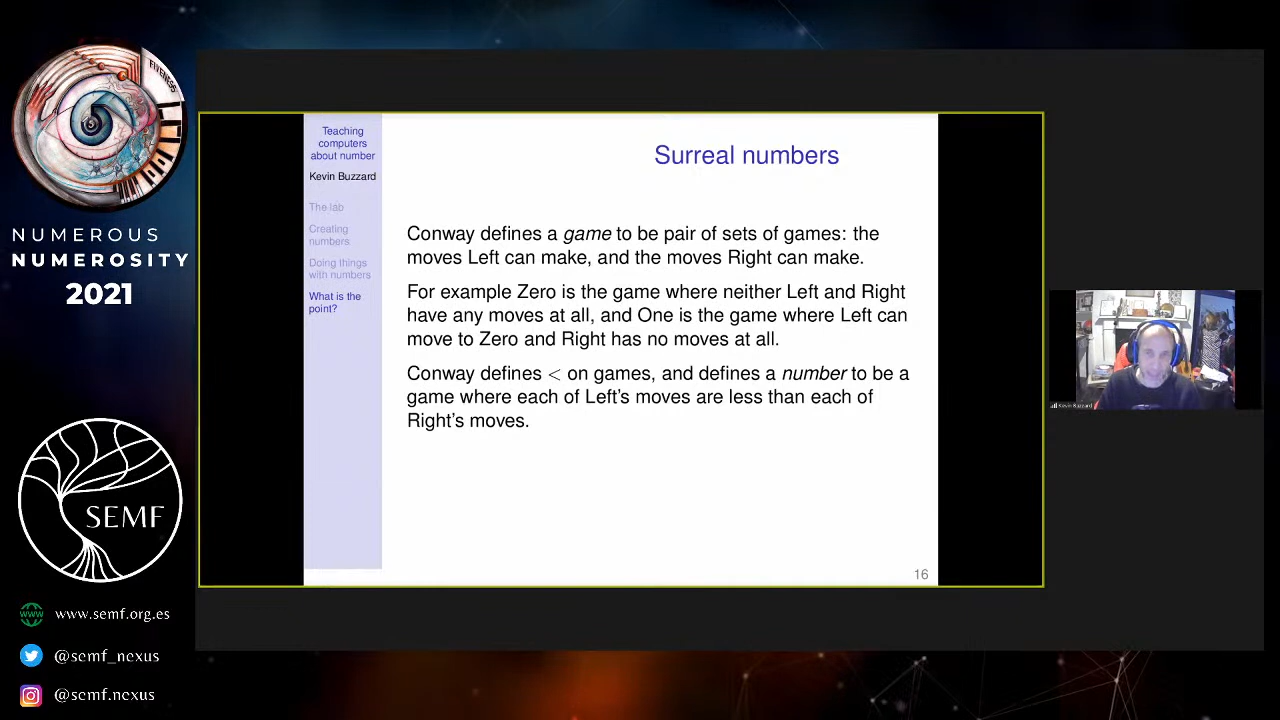 FIVENESS
NUMEROUS
NUMEROSITY
2021
SEMF
www.semf.org.es
@semf_nexus
@semf.nexus
Teaching
computers
about number
Kevin Buzzard
The lab
Creating
numbers
Doing things
with numbers
What is the
point?
Surreal numbers
Conway defines a game to be pair of sets of games: the
moves Left can make, and the moves Right can make.
For example Zero is the game where neither Left and Right
have any moves at all, and One is the game where Left can
move to Zero and Right has no moves at all.
Conway defines < on games, and defines a number to be a
game where each of Left's moves are less than each of
Right's moves.
16
Kevin Buzzard